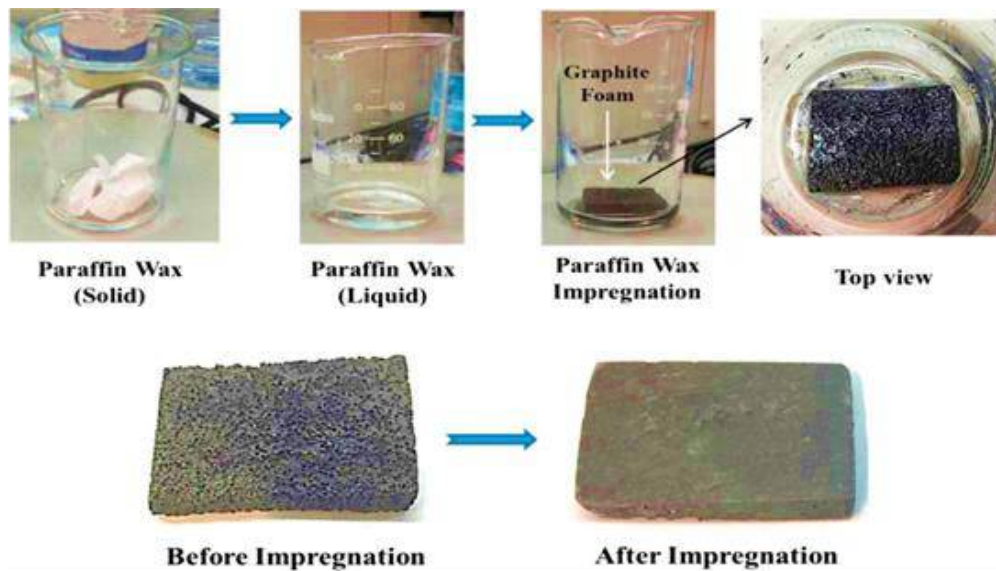 Graphite
Foam
Paraffin Wax
(Solid)
Paraffin Wax
(Liquid)
Paraffin Wax
Impregnation
Top view
Before Impregnation
After Impregnation